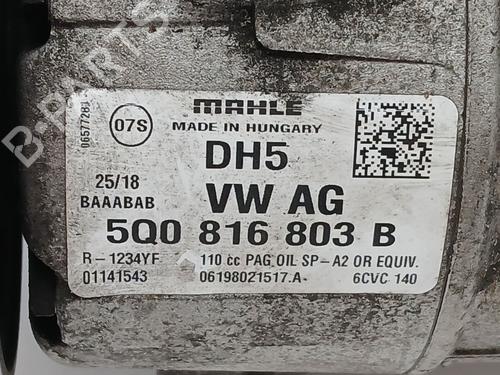 MAHLE
07S
MADE IN HUNGARY
DH5
25/18
BAAABAB
VW AG
5Q0 816 803 B
R-1234YF 110 cc PAG OIL SP-A2 OR EQUIV.
01141543 06198021517.A- 6CVC 140
B-PARTS